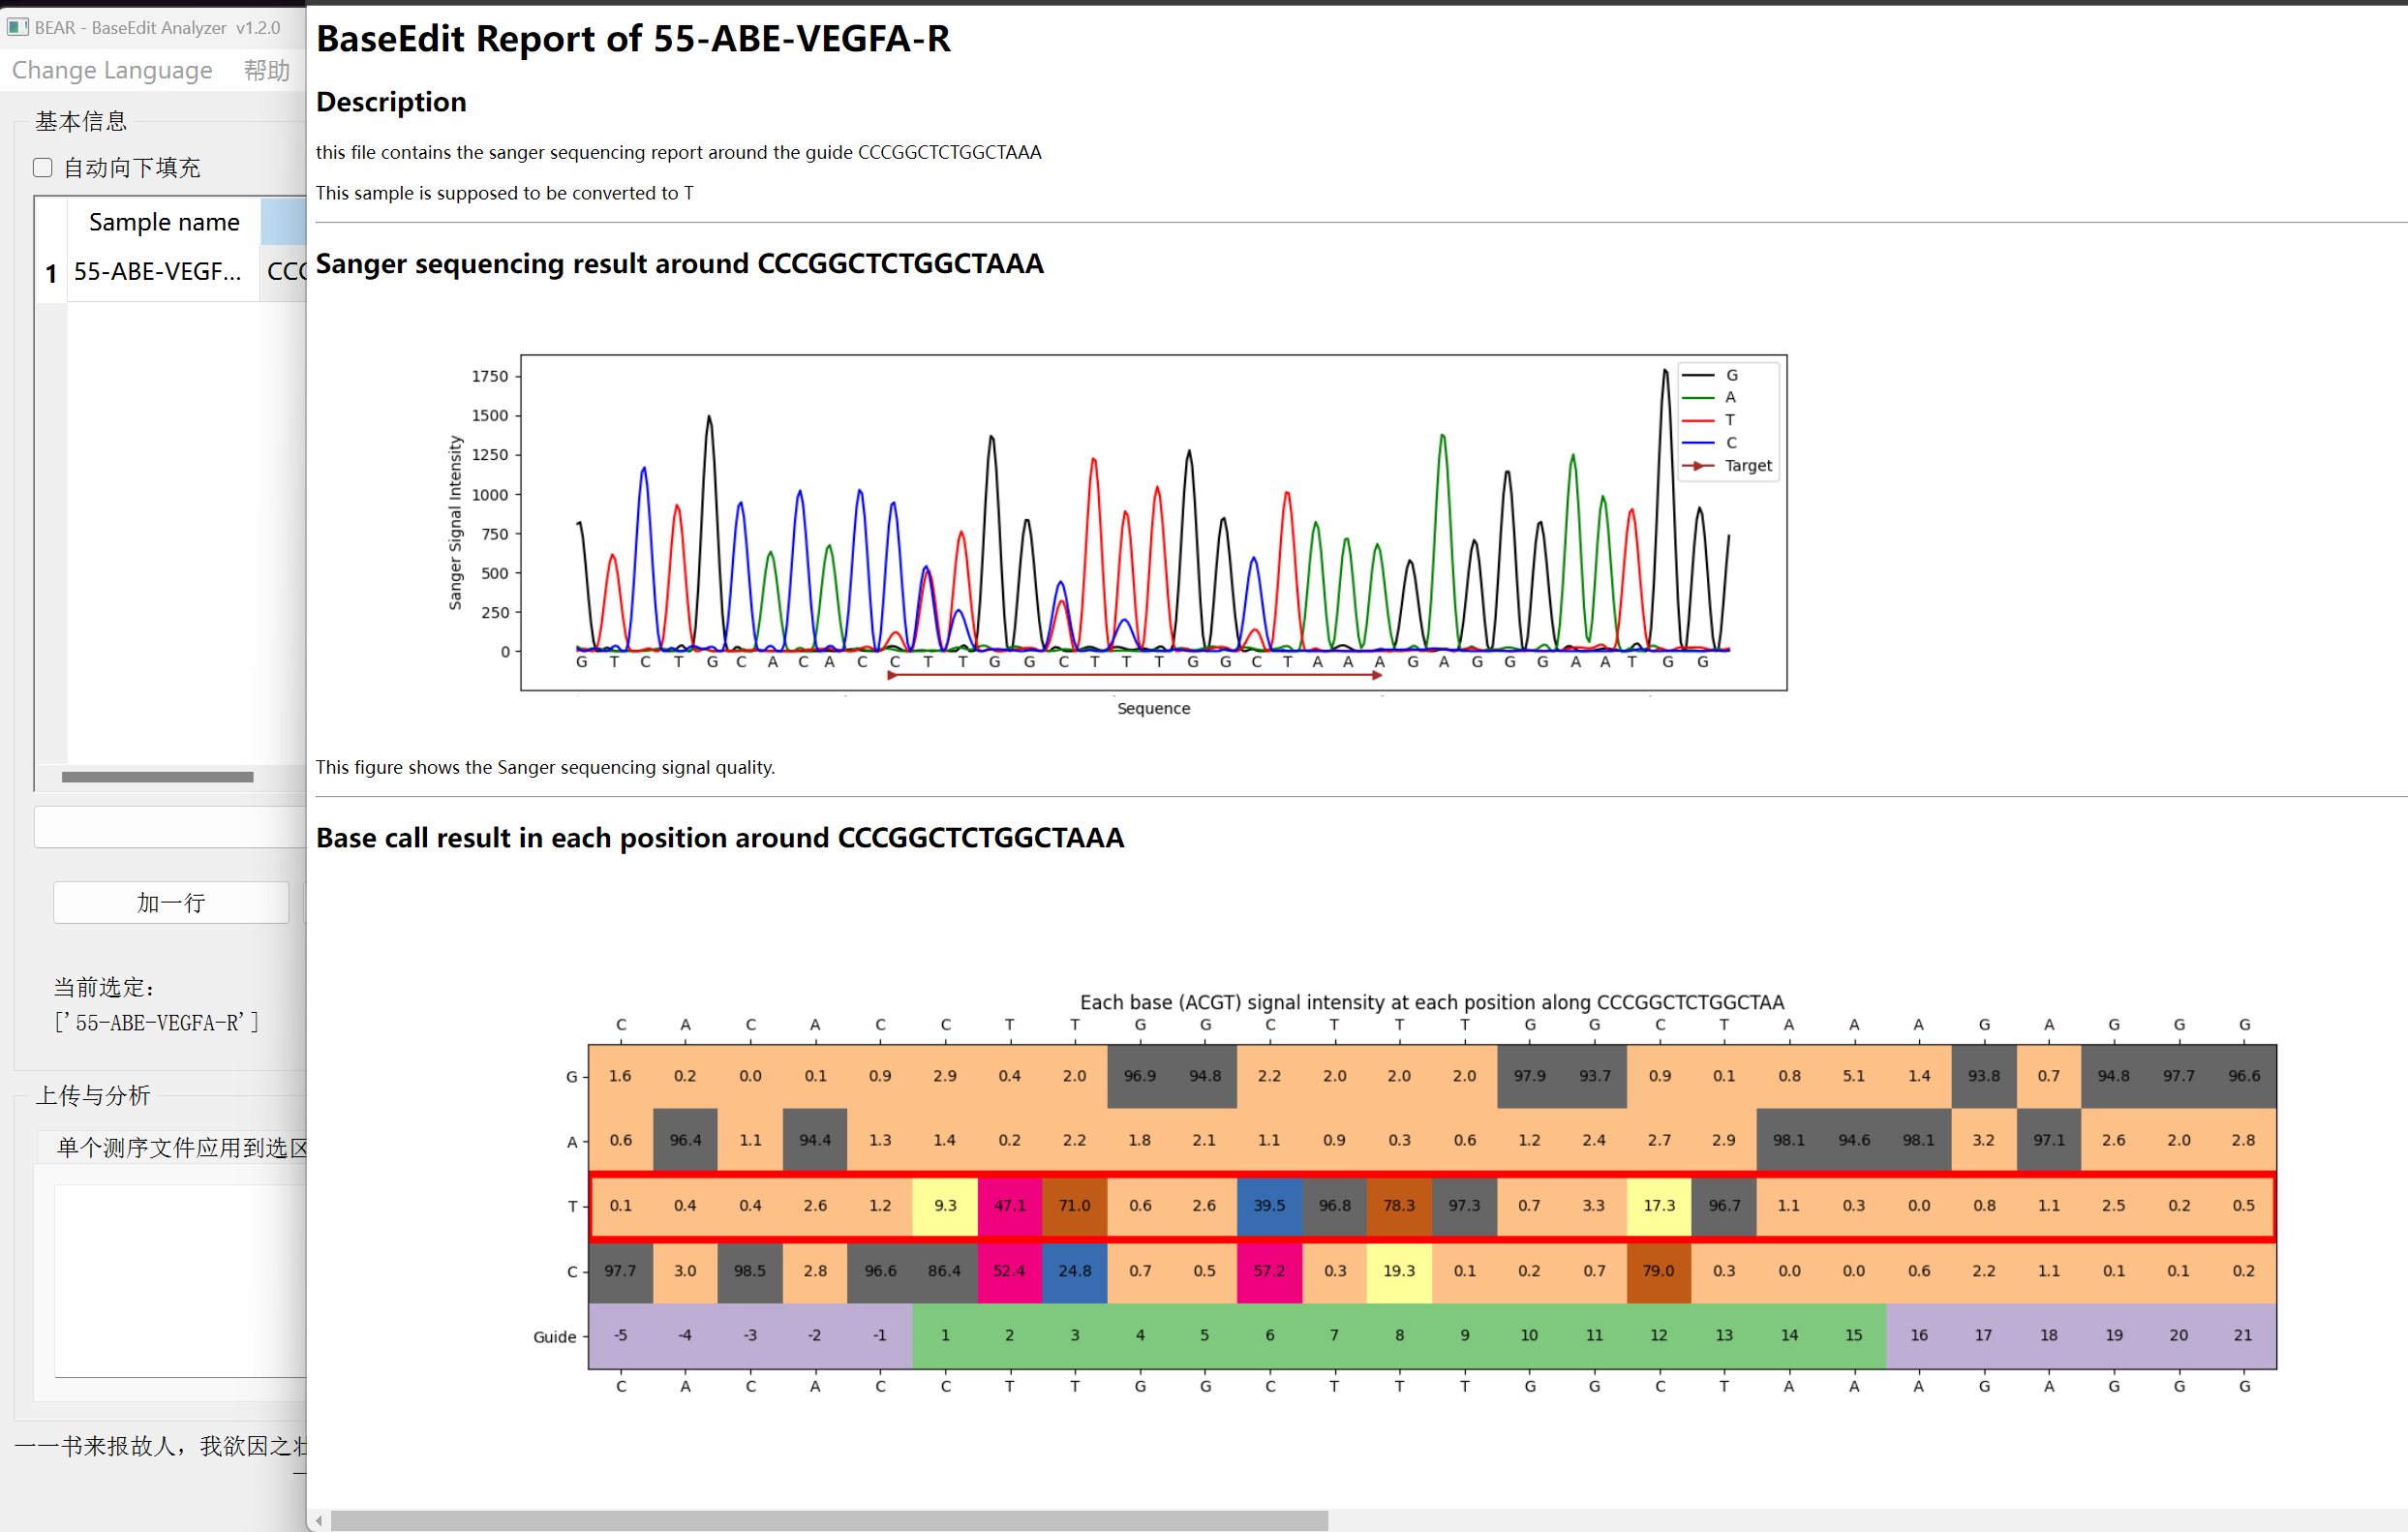 BEAR - BaseEdit Analyzer v1.2.0
Change Language 帮助
基本信息
自动向下填充
Sample name
1 55-ABE-VEGF... CCC
加一行
当前选定：
['55-ABE-VEGFA-R']
上传与分析
单个测序文件应用到选区
一一书来报故人，我欲因之壮
BaseEdit Report of 55-ABE-VEGFA-R
Description
this file contains the sanger sequencing report around the guide CCCGGCTCTGGCTAAA
This sample is supposed to be converted to T
Sanger sequencing result around CCCGGCTCTGGCTAAA
Sanger Signal Intensity
1750
1500
1250
1000
750
500
250
0
G
A
T
C
Target
G T C T G C A C A C C T T G G C T T T G G C T A A A G A G G G A A T G G
Sequence
This figure shows the Sanger sequencing signal quality.
Base call result in each position around CCCGGCTCTGGCTAAA
Each base (ACGT) signal intensity at each position along CCCGGCTCTGGCTAA
C A C A C C T T G G C T T T G G C T A A A G A G G G
G 1.6 0.2 0.0 0.1 0.9 2.9 0.4 2.0 96.9 94.8 2.2 2.0 2.0 2.0 97.9 93.7 0.9 0.1 0.8 5.1 1.4 93.8 0.7 94.8 97.7 96.6
A 0.6 96.4 1.1 94.4 1.3 1.4 0.2 2.2 1.8 2.1 1.1 0.9 0.3 0.6 1.2 2.4 2.7 2.9 98.1 94.6 98.1 3.2 97.1 2.6 2.0 2.8
T 0.1 0.4 0.4 2.6 1.2 9.3 47.1 71.0 0.6 2.6 39.5 96.8 78.3 97.3 0.7 3.3 17.3 96.7 1.1 0.3 0.0 0.8 1.1 2.5 0.2 0.5
C 97.7 3.0 98.5 2.8 96.6 86.4 52.4 24.8 0.7 0.5 57.2 0.3 19.3 0.1 0.2 0.7 79.0 0.3 0.0 0.0 0.6 2.2 1.1 0.1 0.1 0.2
Guide -5 -4 -3 -2 -1 1 2 3 4 5 6 7 8 9 10 11 12 13 14 15 16 17 18 19 20 21
C A C A C C T T G G C T T T G G C T A A A G A G G G